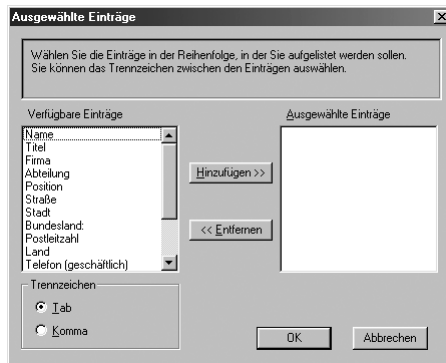 Ausgewählte Einträge
Wählen Sie die Einträge in der Reihenfolge, in der Sie aufgelistet werden sollen.
Sie können das Trennzeichen zwischen den Einträgen auswählen.
Verfügbare Einträge
Name
Titel
Firma
Abteilung
Position
Straße
Stadt
Bundesland:
Postleitzahl
Land
Telefon (geschäftlich)
Hinzufügen >>
<< Entfernen
Ausgewählte Einträge
Trennzeichen
Tab
Komma
OK
Abbrechen